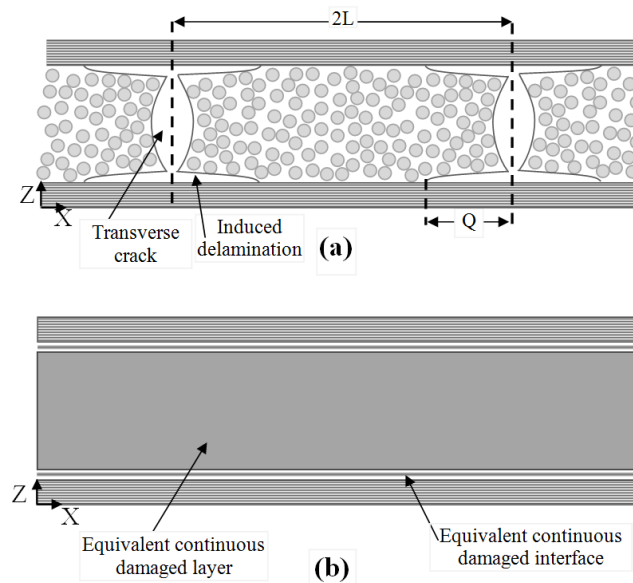 2L
Z
X
Transverse
crack
Induced
delamination
(a)
Q
Z
X
Equivalent continuous
damaged layer
(b)
Equivalent continuous
damaged interface